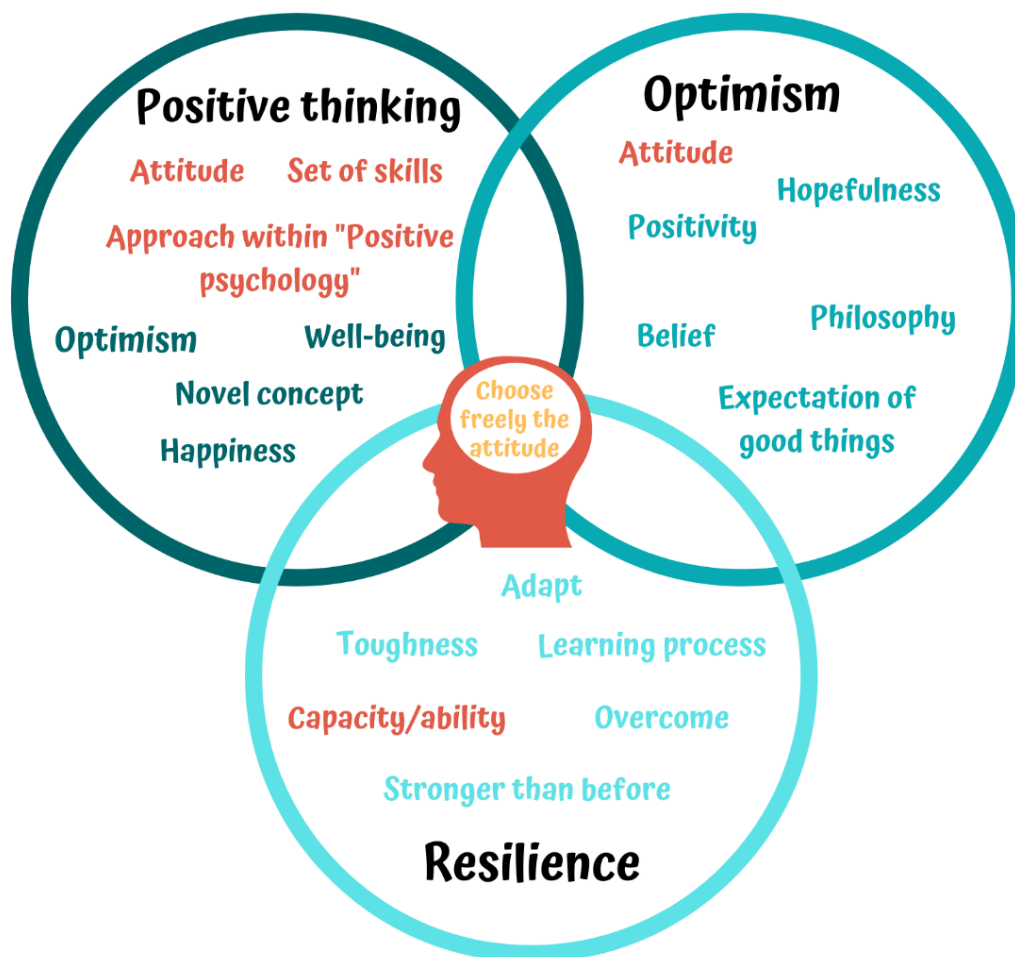 Positive thinking
Attitude
Set of skills
Approach within "Positive
psychology"
Optimism
Well-being
Novel concept
Happiness
Optimism
Attitude
Hopefulness
Positivity
Belief
Philosophy
Expectation of
good things
Choose
freely the
attitude
Adapt
Toughness
Learning process
Capacity/ability
Overcome
Stronger than before
Resilience